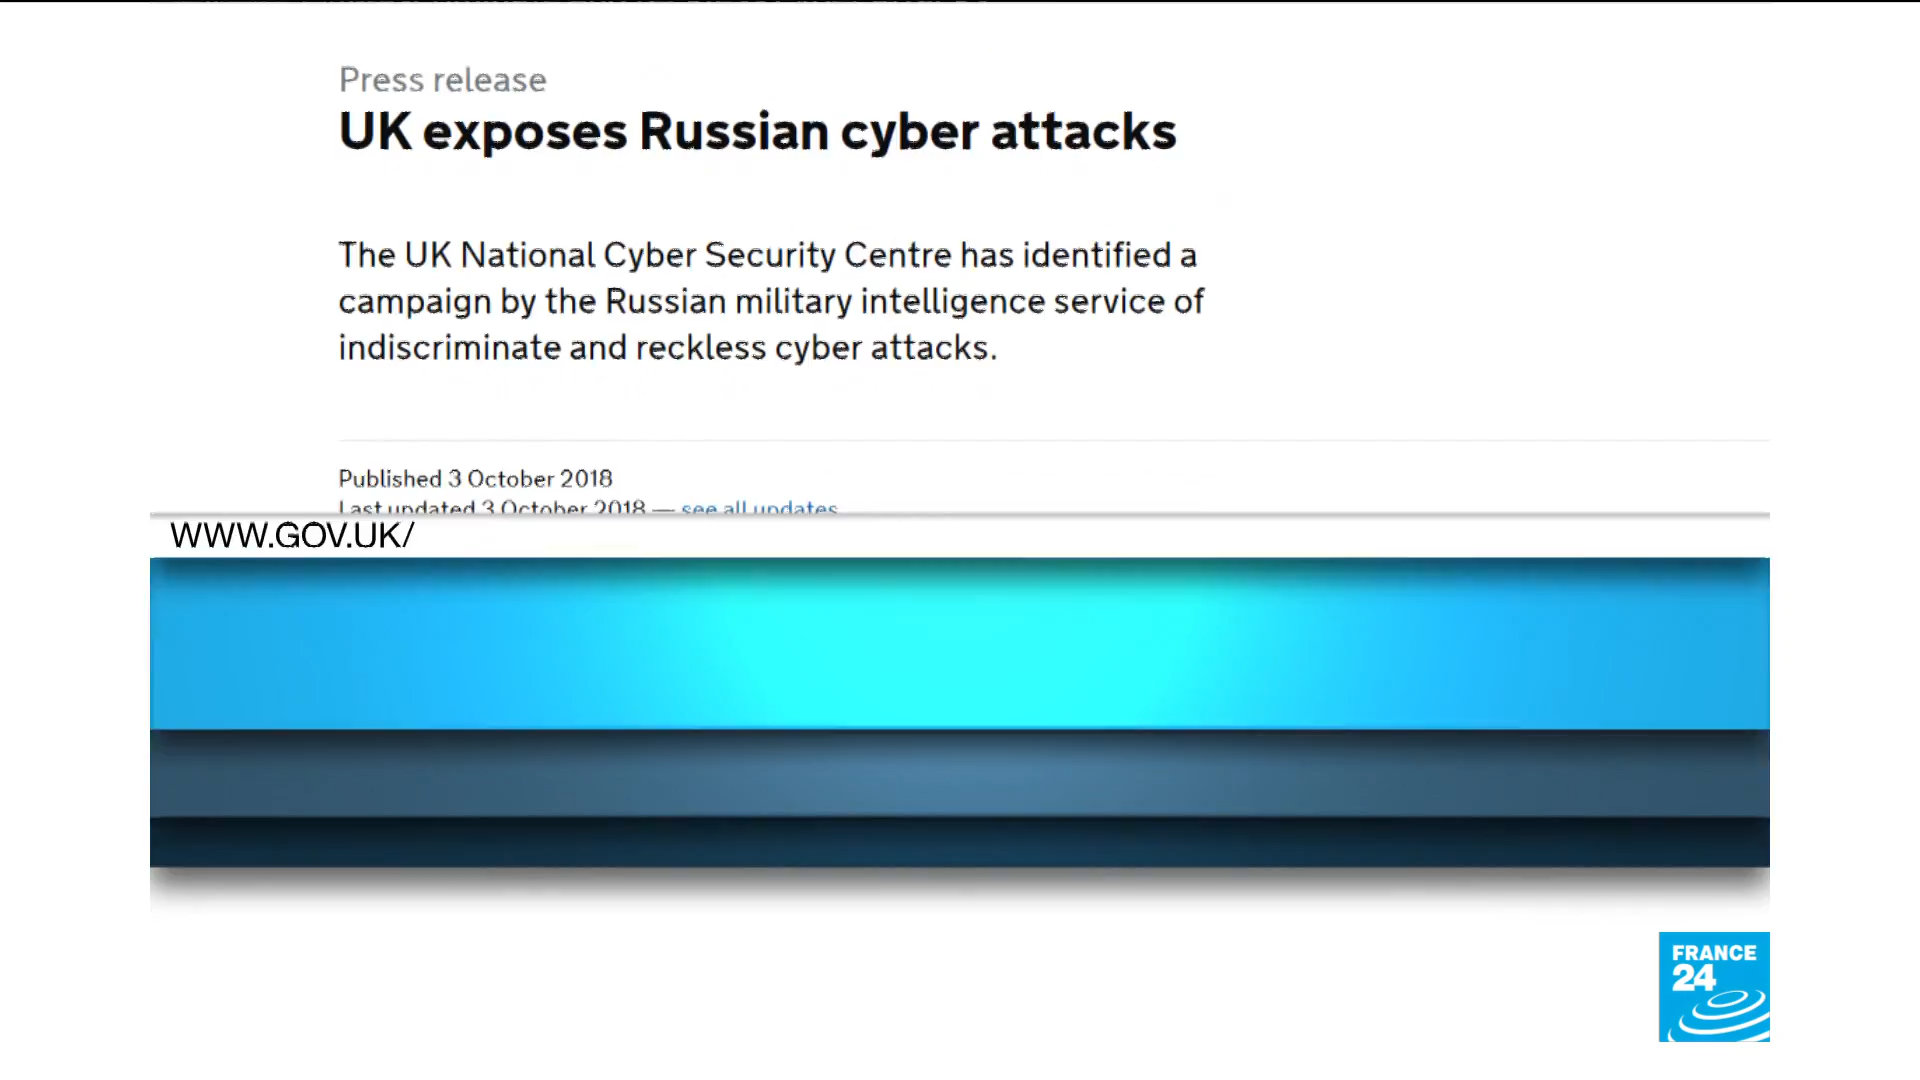 Press release
UK exposes Russian cyber attacks
The UK National Cyber Security Centre has identified a
campaign by the Russian military intelligence service of
indiscriminate and reckless cyber attacks.
Published 3 October 2018
Last updated 3 October 2018 — see all updates
WWW.GOV.UK/
FRANCE
24